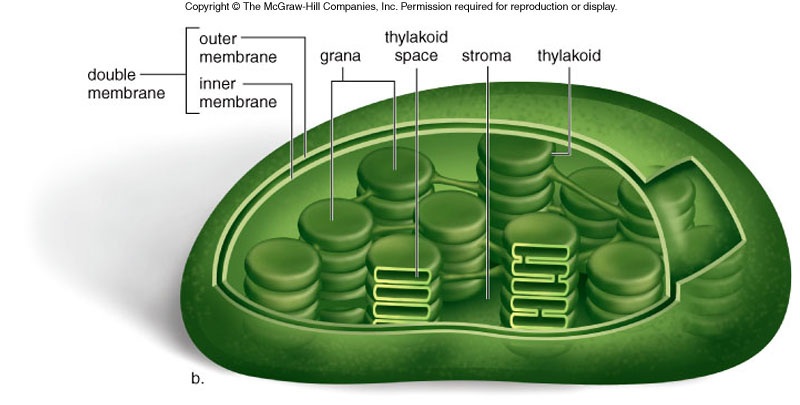 Copyright © The McGraw-Hill Companies, Inc. Permission required for reproduction or display.
double
membrane
outer
membrane
inner
membrane
grana
thylakoid
space
stroma
thylakoid
b.